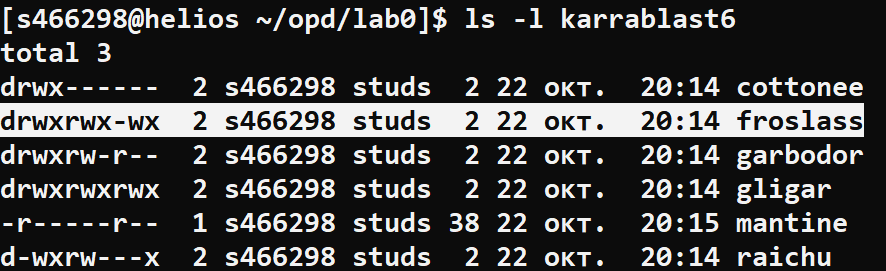 [s466298@helios ~/opd/lab0]$ ls -l karrablast6
total 3
drwx------  2 s466298 studs  2 22 окт.  20:14 cottonee
drwxrwx-wx  2 s466298 studs  2 22 окт.  20:14 froslass
drwxrw-r--  2 s466298 studs  2 22 окт.  20:14 garbodor
drwxrwxrwx  2 s466298 studs  2 22 окт.  20:14 gligar
-r-----r--  1 s466298 studs 38 22 окт.  20:15 mantine
d-wxrw---x  2 s466298 studs  2 22 окт.  20:14 raichu